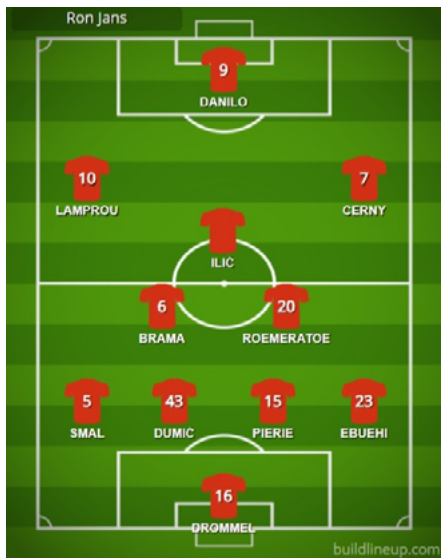 Ron Jans
9
DANILO
10
7
LAMPROU
CERNY
ILIC
6
20
BRAMA
ROEMERATOE
5
43
15
23
SMAL
DUMIC
PIERIE
EBUEHI
16
DROMMEL
buildlineup.com